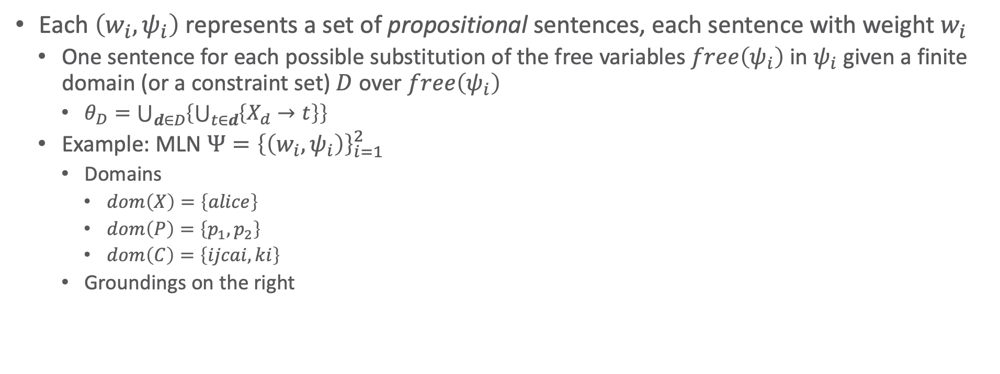 • Each (wᵢ, ψᵢ) represents a set of propositional sentences, each sentence with weight wᵢ
• One sentence for each possible substitution of the free variables free(ψᵢ) in ψᵢ given a finite
domain (or a constraint set) D over free(ψᵢ)
• θ_D = ⋃_{d∈D}{⋃_{t∈d}{X_d → t}}
• Example: MLN Ψ = {(wᵢ, ψᵢ)}²ᵢ₌₁
• Domains
• dom(X) = {alice}
• dom(P) = {p₁, p₂}
• dom(C) = {ijcai, ki}
• Groundings on the right